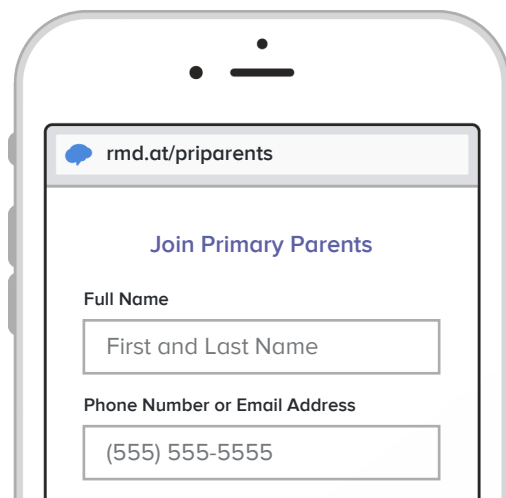 rmd.at/priparents
Join Primary Parents
Full Name
First and Last Name
Phone Number or Email Address
(555) 555-5555